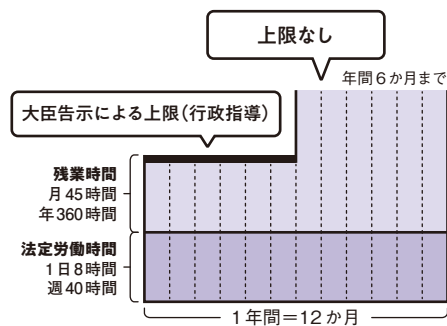 上限なし
年間6か月まで
大臣告示による上限(行政指導)
残業時間
月45時間
年360時間
法定労働時間
1日8時間
週40時間
1年間=12か月